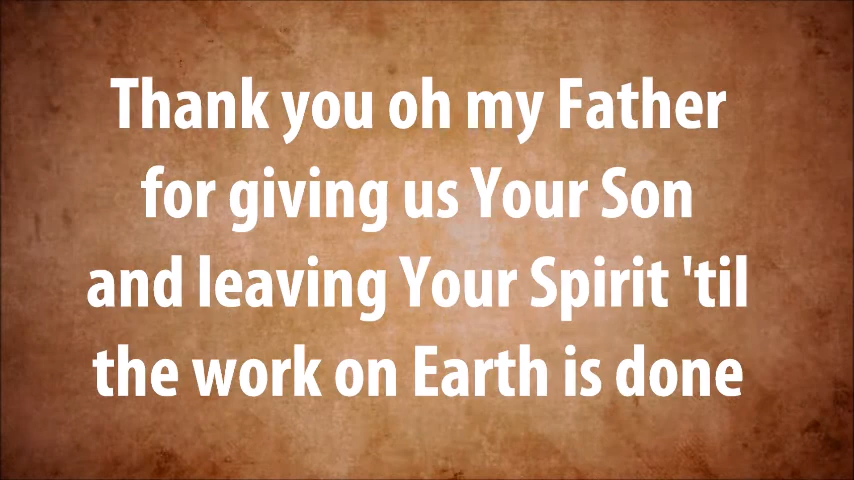 Thank you oh my Father
for giving us Your Son
and leaving Your Spirit 'til
the work on Earth is done